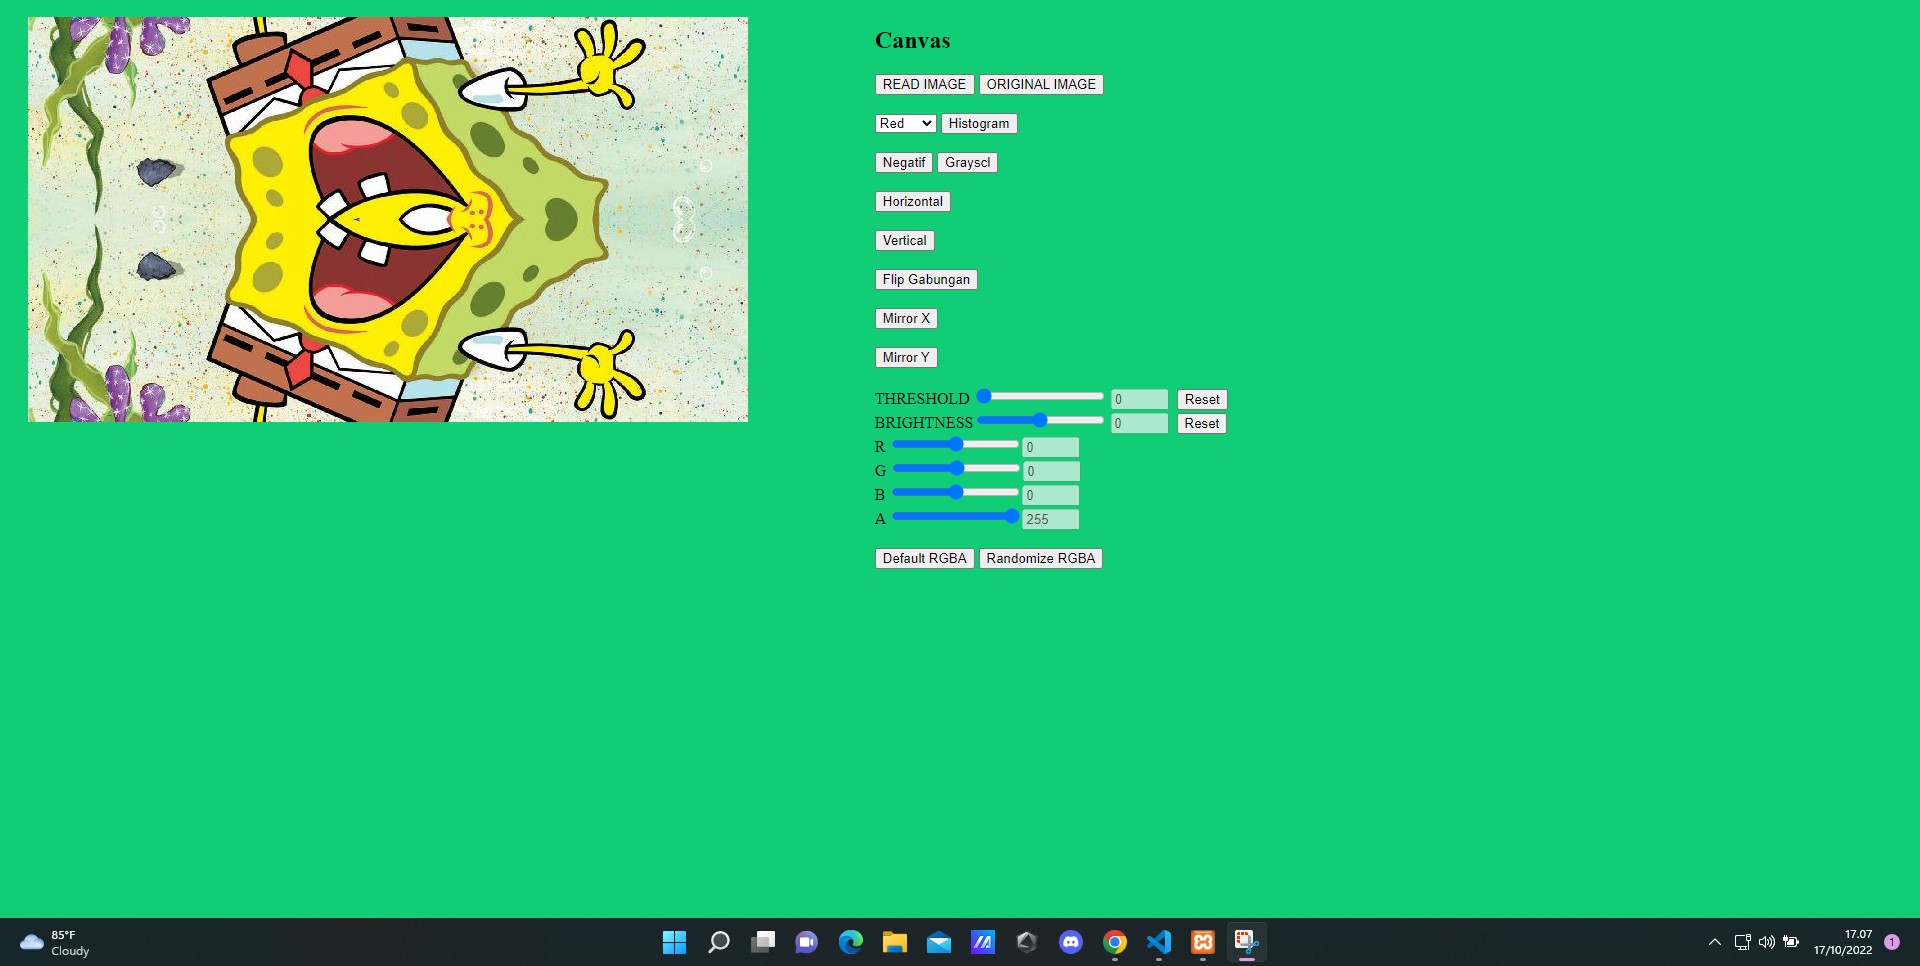 Canvas
READ IMAGE ORIGINAL IMAGE
Red Histogram
Negatif Grayscl
Horizontal
Vertical
Flip Gabungan
Mirror X
Mirror Y
THRESHOLD 0 Reset
BRIGHTNESS 0 Reset
R 0
G 0
B 0
A 255
Default RGBA Randomize RGBA
85°F
Cloudy
17.07
17/10/2022
1